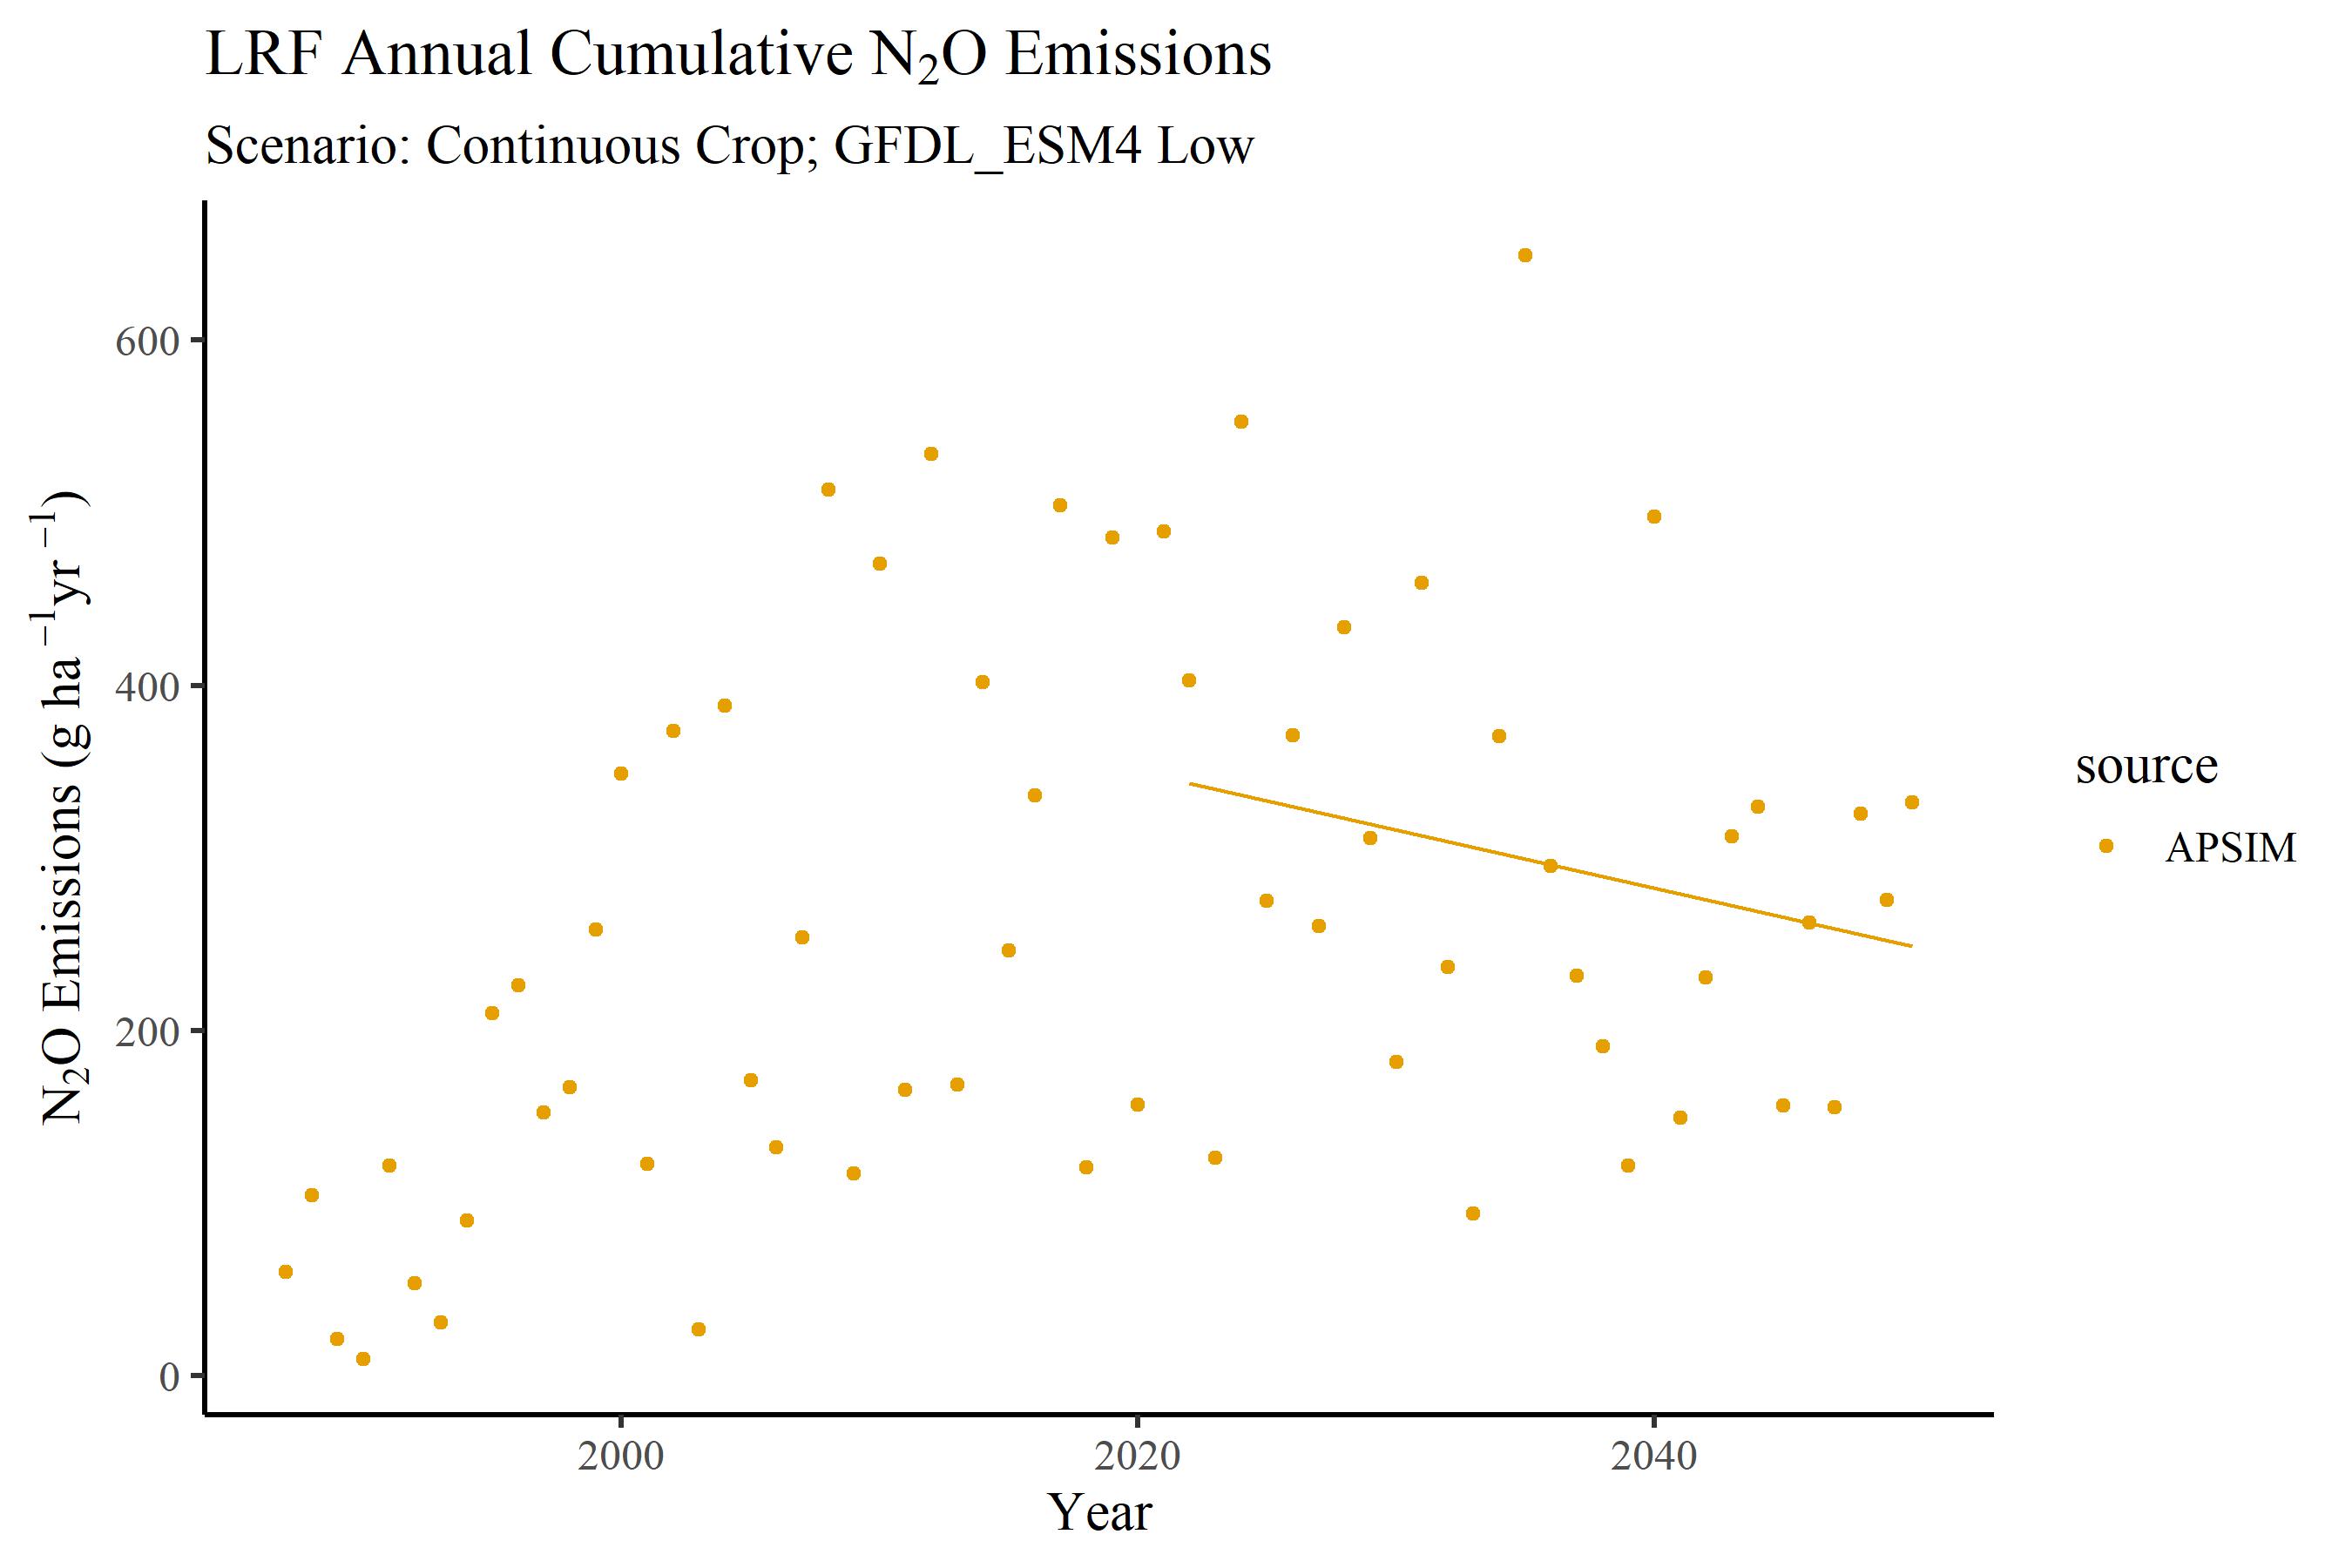 LRF Annual Cumulative N₂O Emissions
Scenario: Continuous Crop; GFDL_ESM4 Low
N₂O Emissions (g ha ⁻¹yr ⁻¹)
600
400
200
0
2000 2020 2040
Year
source
APSIM